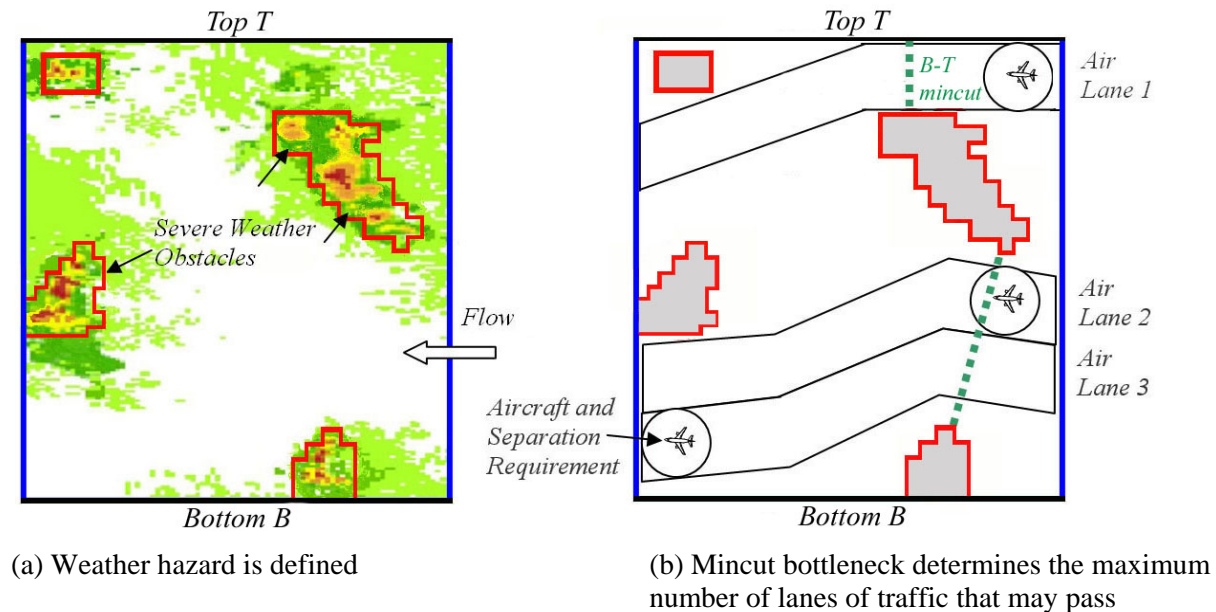 Top T
Severe Weather
Obstacles
Flow
Bottom B
(a) Weather hazard is defined
Top T
B-T
mincut
Air
Lane 1
Air
Lane 2
Air
Lane 3
Aircraft and
Separation
Requirement
Bottom B
(b) Mincut bottleneck determines the maximum
number of lanes of traffic that may pass